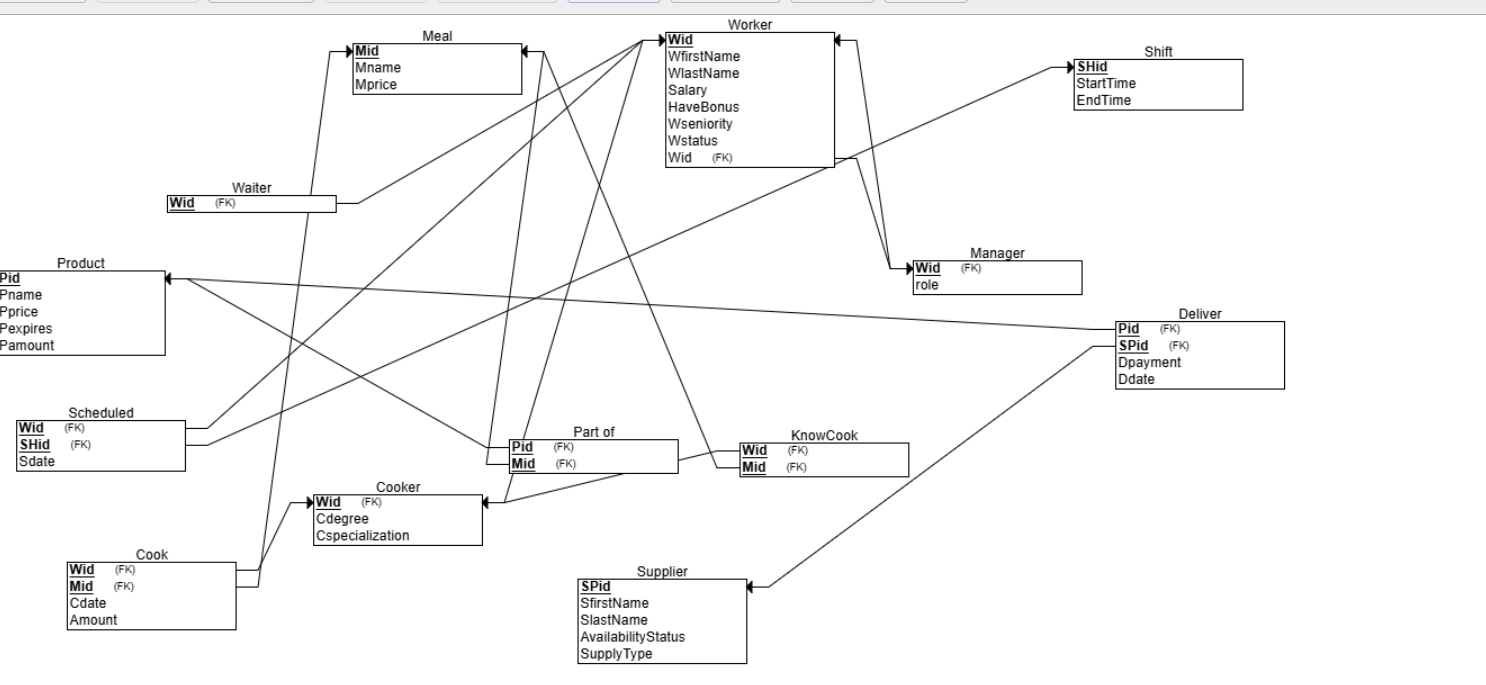 Meal
Mid
Mname
Mprice
Worker
Wid
WfirstName
WlastName
Salary
HaveBonus
Wseniority
Wstatus
Wid (FK)
Shift
SHid
StartTime
EndTime
Waiter
Wid (FK)
Product
Pid
Pname
Pprice
Pexpires
Pamount
Manager
Wid (FK)
role
Deliver
Pid (FK)
SPid (FK)
Dpayment
Ddate
Scheduled
Wid (FK)
SHid (FK)
Sdate
Part of
Pid (FK)
Mid (FK)
KnowCook
Wid (FK)
Mid (FK)
Cooker
Wid (FK)
Cdegree
Cspecialization
Cook
Wid (FK)
Mid (FK)
Cdate
Amount
Supplier
SPid
SfirstName
SlastName
AvailabilityStatus
SupplyType